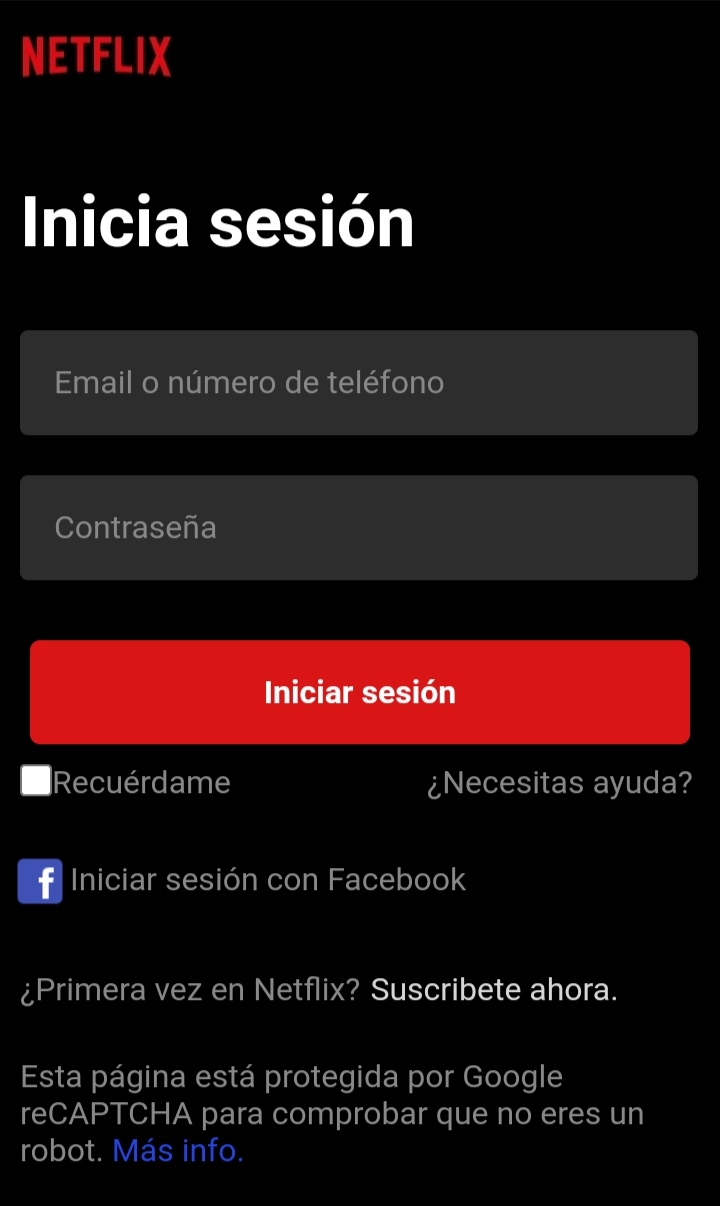 NETFLIX
Inicia sesión
Email o número de teléfono
Contraseña
Iniciar sesión
Recuérdame
¿Necesitas ayuda?
f Iniciar sesión con Facebook
¿Primera vez en Netflix? Suscribete ahora.
Esta página está protegida por Google
reCAPTCHA para comprobar que no eres un
robot. Más info.